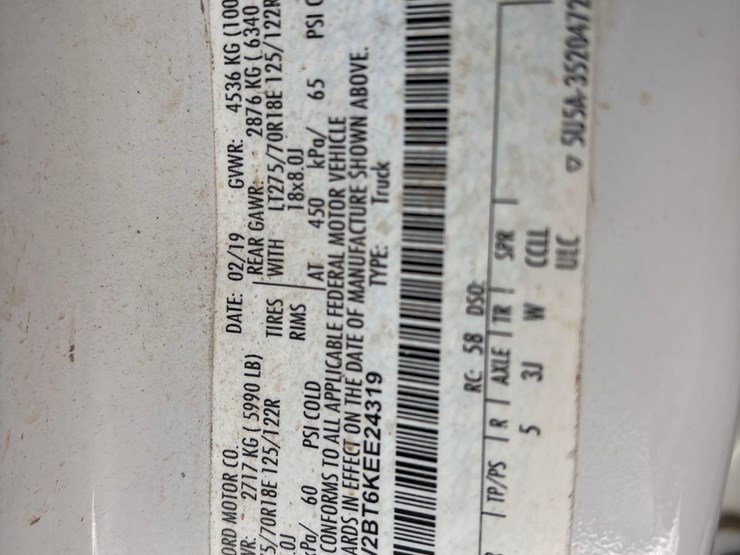 ORD MOTOR CO. DATE: 02/19 GVWR: 4536 KG (100
WR: 2717 KG ( 5990 LB) REAR GAWR: 2876 KG ( 6340
5/70R18E 125/122R TIRES WITH LT275/70R18E 125/122R
.0J RIMS 18x8.0J
kPa/ 60 PSI COLD AT 450 kPa/ 65 PSI C
CONFORMS TO ALL APPLICABLE FEDERAL MOTOR VEHICLE
ARDS IN EFFECT ON THE DATE OF MANUFACTURE SHOWN ABOVE.
2BT6KEE24319 TYPE: Truck
RC: 58 DSO:
TP/PS R AXLE TR SPR
5 3J W CCLL
ULC ▽ 5U5A-3520472